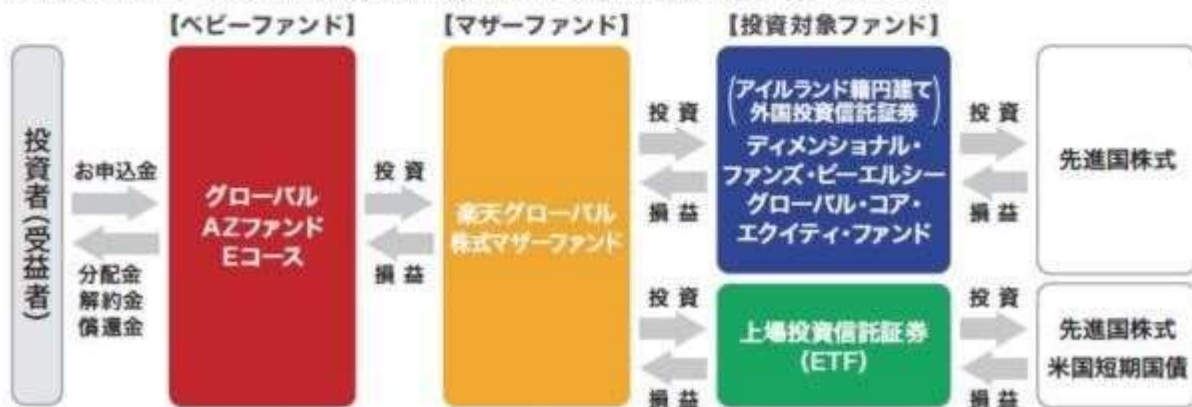 【ベビーファンド】
【マザーファンド】
【投資対象ファンド】
投資者(受益者)
お申込金
分配金
解約金
償還金
グローバル
AZファンド
Eコース
投資
損益
楽天グローバル
株式マザーファンド
投資
損益
(アイルランド籍円建て
外国投資信託証券)
ディメンショナル・
ファンズ・ピーエルシー
グローバル・コア・
エクイティ・ファンド
投資
損益
先進国株式
投資
損益
上場投資信託証券
(ETF)
投資
損益
先進国株式
米国短期国債